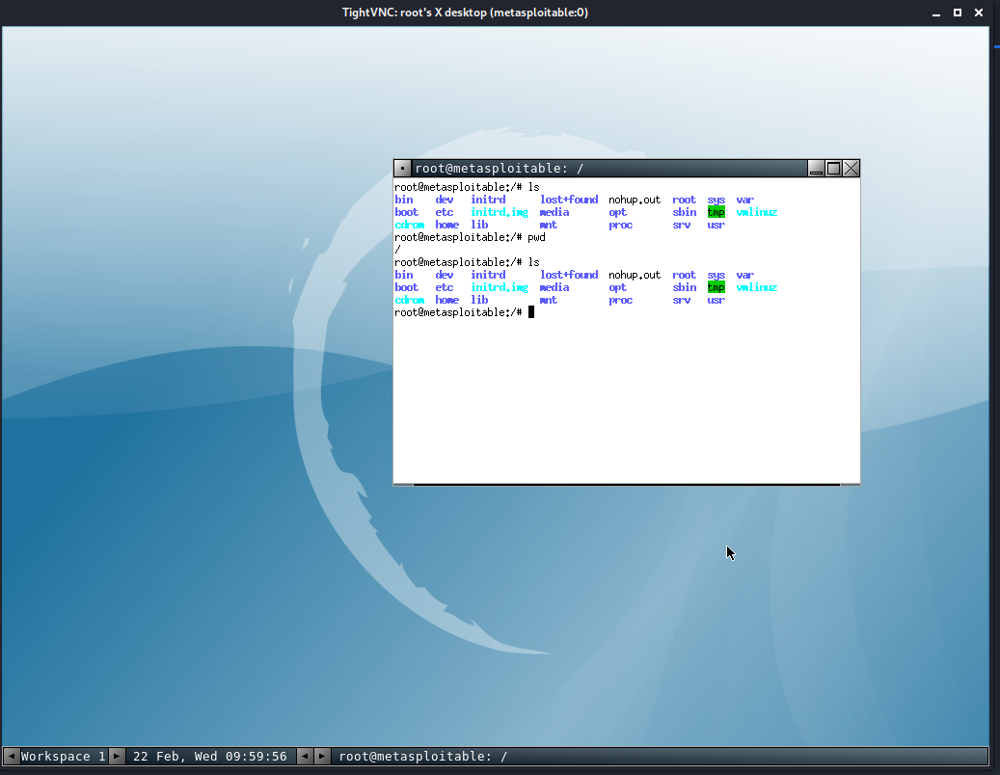 TightVNC: root's X desktop (metasploitable:0)
root@metasploitable: /
root@metasploitable:/# ls
bin dev initrd lost+found nohup.out root sys var
boot etc initrd.img media opt sbin tmp vmlinuz
cdrom home lib mnt proc srv usr
root@metasploitable:/# pwd
/
root@metasploitable:/# ls
bin dev initrd lost+found nohup.out root sys var
boot etc initrd.img media opt sbin tmp vmlinuz
cdrom home lib mnt proc srv usr
root@metasploitable:/#
Workspace 1 22 Feb, Wed 09:59:56 root@metasploitable: /